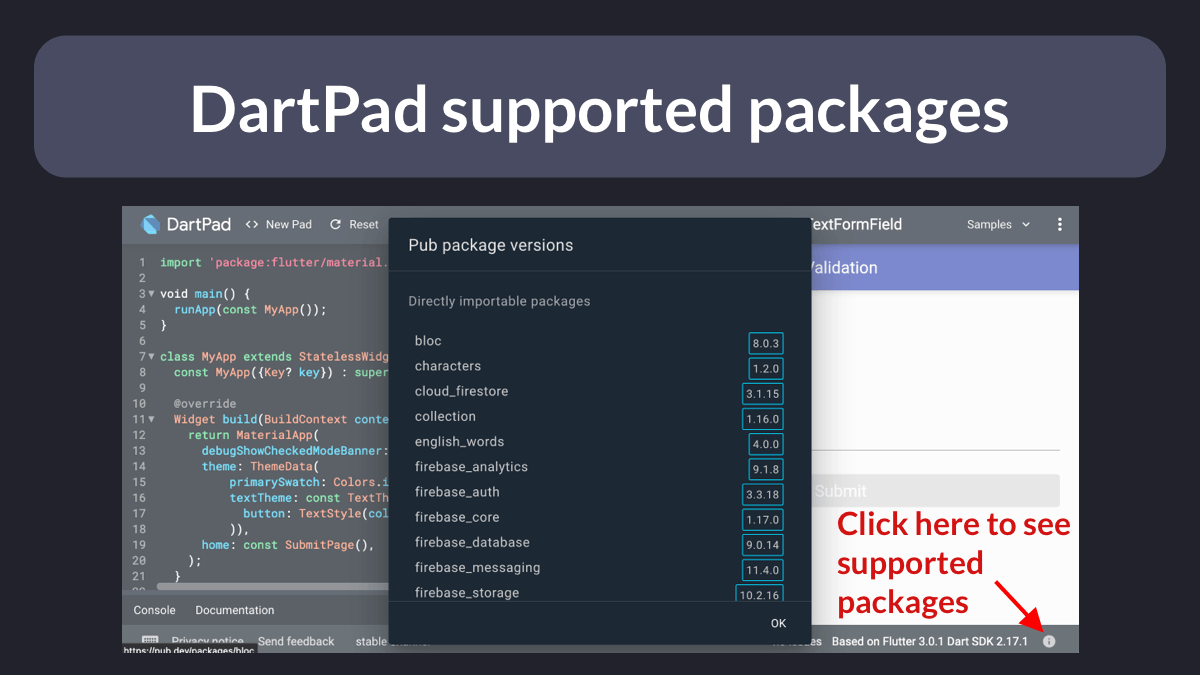 DartPad supported packages
DartPad <> New Pad Reset
TextFormField Samples
Pub package versions
Validation
Directly importable packages
bloc 8.0.3
characters 1.2.0
cloud_firestore 3.1.15
collection 1.16.0
english_words 4.0.0
firebase_analytics 9.1.8
firebase_auth 3.3.18
firebase_core 1.17.0
firebase_database 9.0.14
firebase_messaging 11.4.0
firebase_storage 10.2.16
OK
1 import 'package:flutter/material.
2
3 void main() {
4 runApp(const MyApp());
5 }
6
7 class MyApp extends StatelessWidg
8 const MyApp({Key? key}) : super
9
10 @override
11 Widget build(BuildContext conte
12 return MaterialApp(
13 debugShowCheckedModeBanner:
14 theme: ThemeData(
15 primarySwatch: Colors.i
16 textTheme: const TextTh
17 button: TextStyle(col
18 )),
19 home: const SubmitPage(),
20 );
21 }
22
Submit
Click here to see
supported
packages
Console Documentation
Privacy notice Send feedback stable channel
issues Based on Flutter 3.0.1 Dart SDK 2.17.1
https://pub.dev/packages/bloc